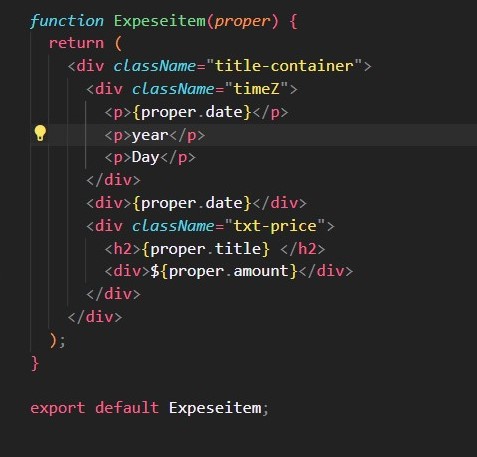 function Expeseitem(proper) {
  return (
    <div className="title-container">
      <div className="timeZ">
        <p>{proper.date}</p>
        <p>year</p>
        <p>Day</p>
      </div>
      <div>{proper.date}</div>
      <div className="txt-price">
        <h2>{proper.title} </h2>
        <div>${proper.amount}</div>
      </div>
    </div>
  );
}

export default Expeseitem;